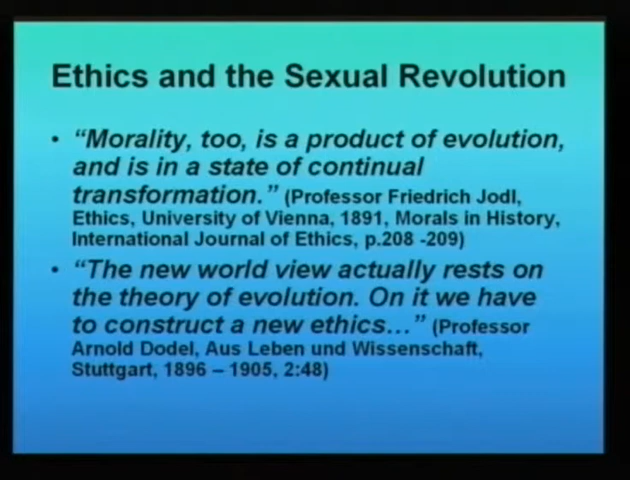 Ethics and the Sexual Revolution
• “Morality, too, is a product of evolution,
and is in a state of continual
transformation.” (Professor Friedrich Jodl,
Ethics, University of Vienna, 1891, Morals in History,
International Journal of Ethics, p.208 -209)
• “The new world view actually rests on
the theory of evolution. On it we have
to construct a new ethics…” (Professor
Arnold Dodel, Aus Leben und Wissenschaft,
Stuttgart, 1896 – 1905, 2:48)